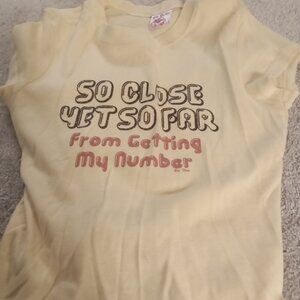 SO CLOSE
YET SO FAR
From Getting
My Number